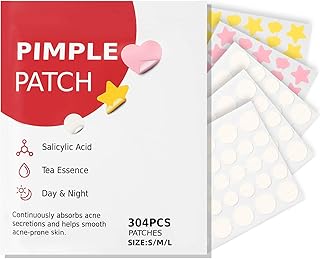 PIMPLE
PATCH
Salicylic Acid
Tea Essence
Day & Night
Continuously absorbs acne
secretions and helps smooth
acne-prone skin.
304PCS
PATCHES
SIZE:S/M/L